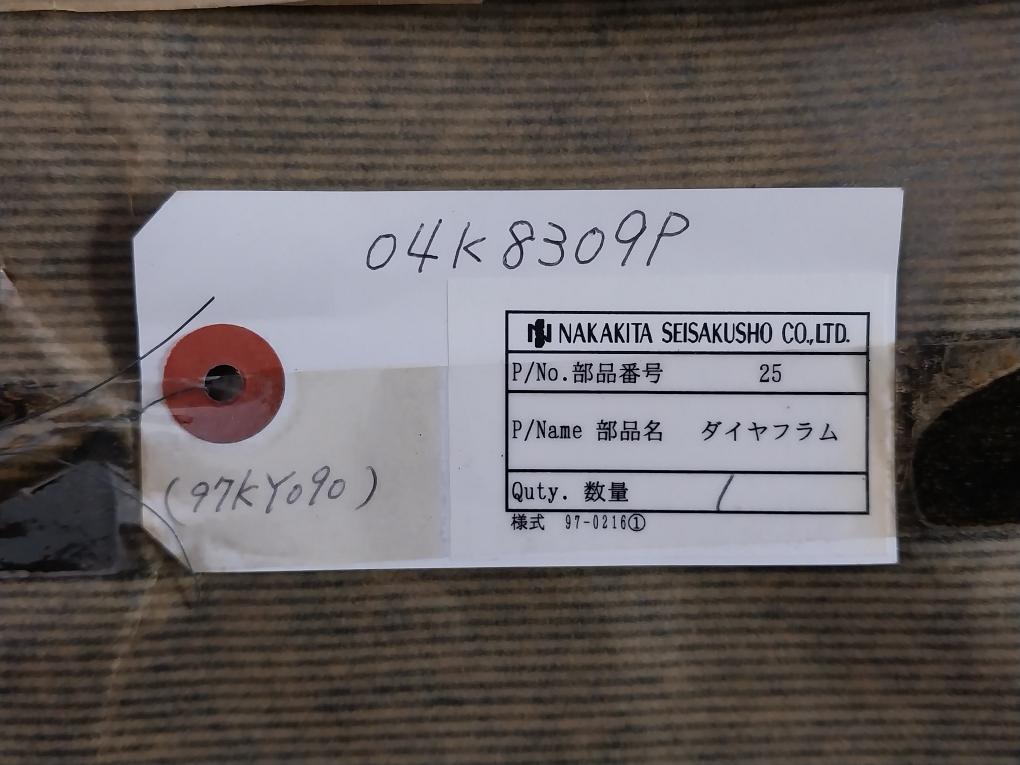 04K8309P
NAKAKITA SEISAKUSHO CO.,LTD.
P/No.部品番号 25
P/Name 部品名 ダイヤフラム
Quty. 数量 1
様式 97-0216①
(97KY090)